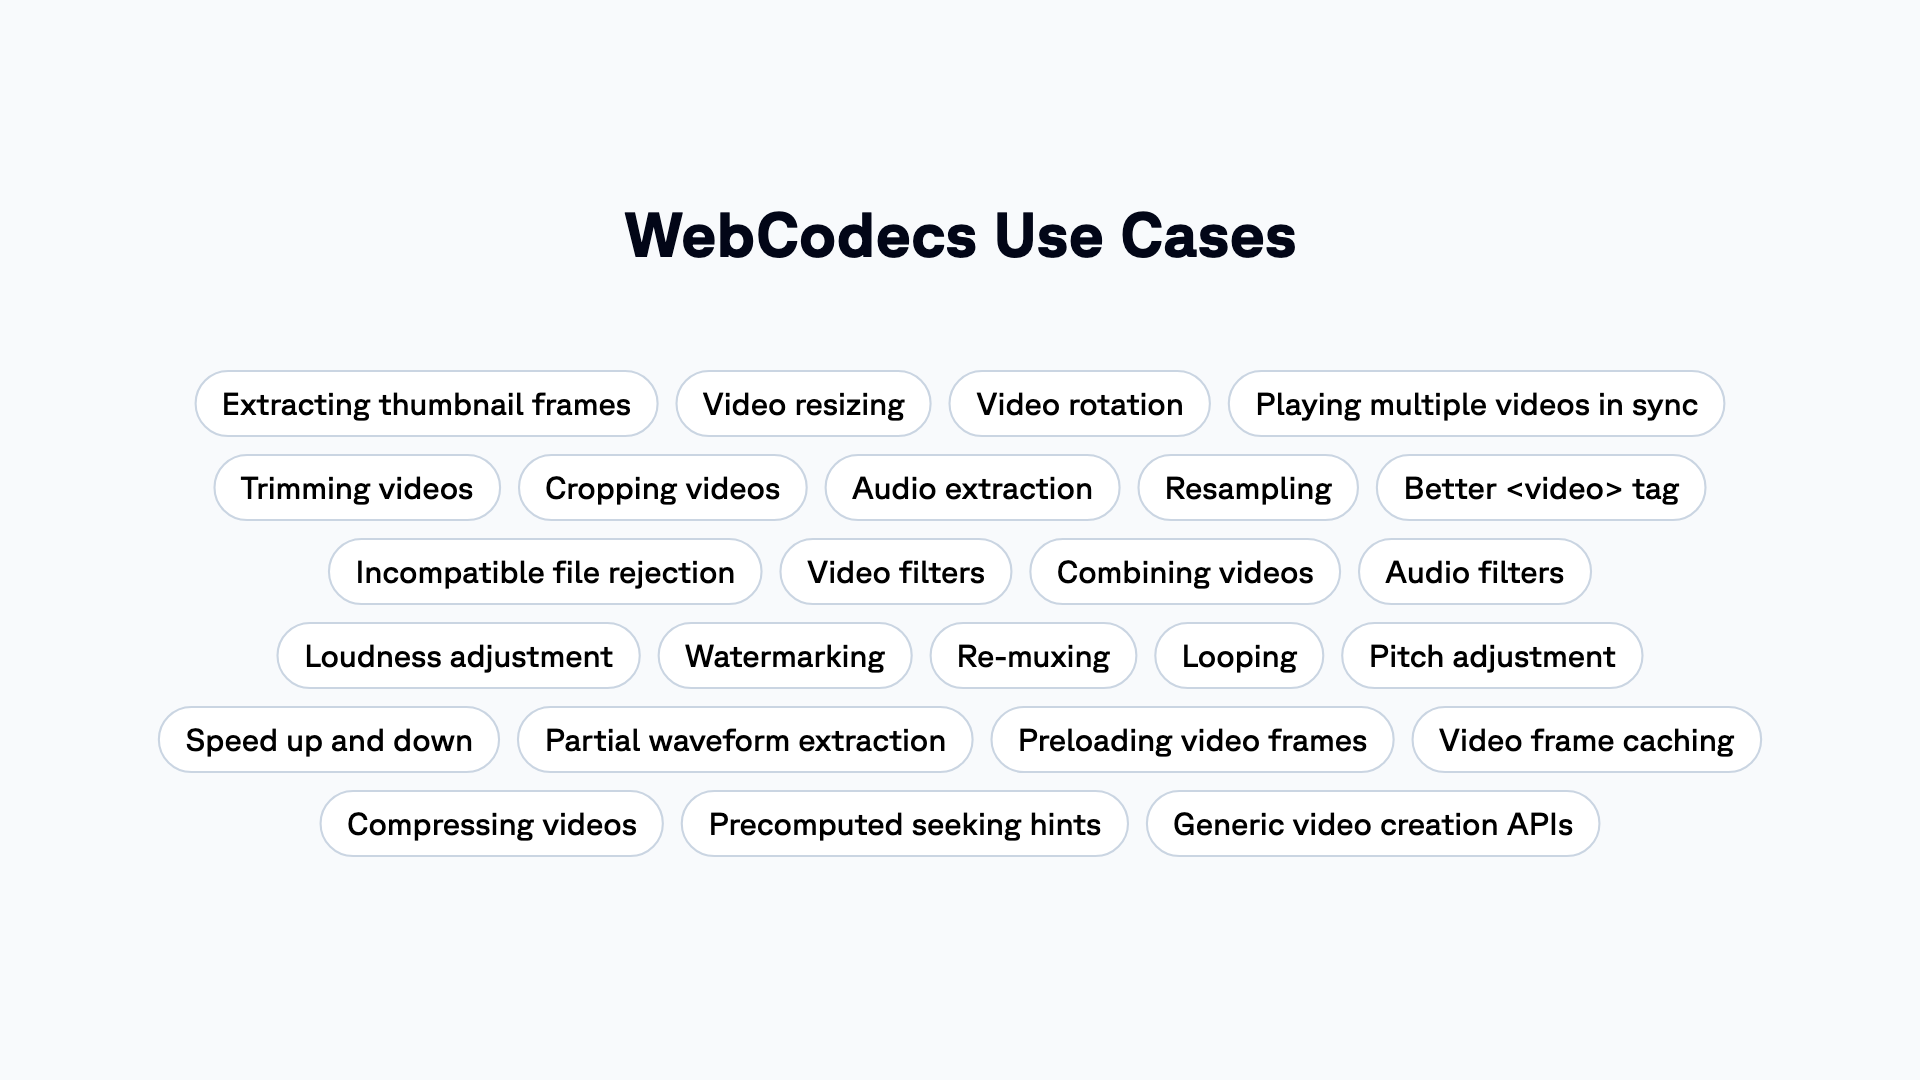 WebCodecs Use Cases
Extracting thumbnail frames Video resizing Video rotation Playing multiple videos in sync
Trimming videos Cropping videos Audio extraction Resampling Better <video> tag
Incompatible file rejection Video filters Combining videos Audio filters
Loudness adjustment Watermarking Re-muxing Looping Pitch adjustment
Speed up and down Partial waveform extraction Preloading video frames Video frame caching
Compressing videos Precomputed seeking hints Generic video creation APIs